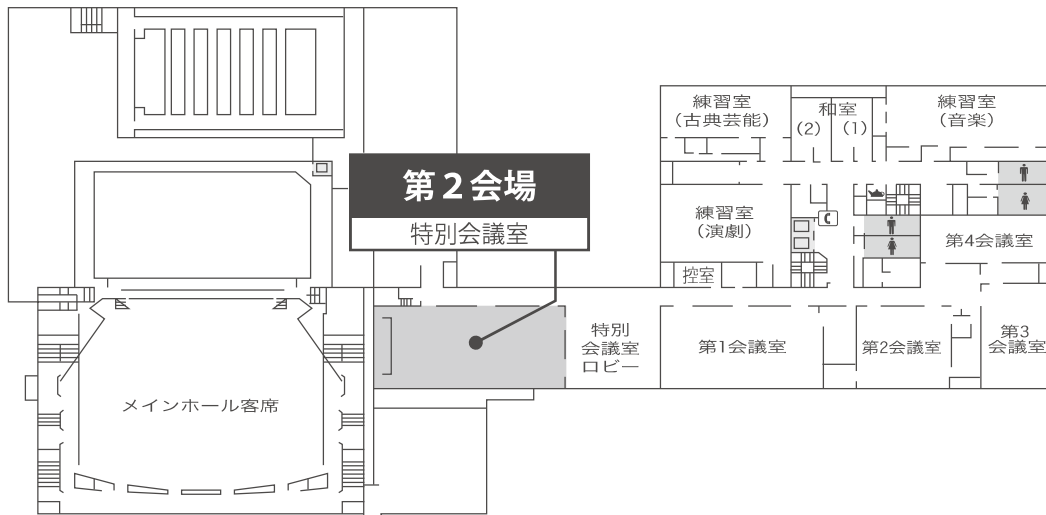 練習室
(古典芸能)
和室
(2) (1)
練習室
(音楽)
第2会場
特別会議室
練習室
(演劇)
第4会議室
控室
特別
会議室
ロビー
第1会議室
第2会議室
第3
会議室
メインホール客席